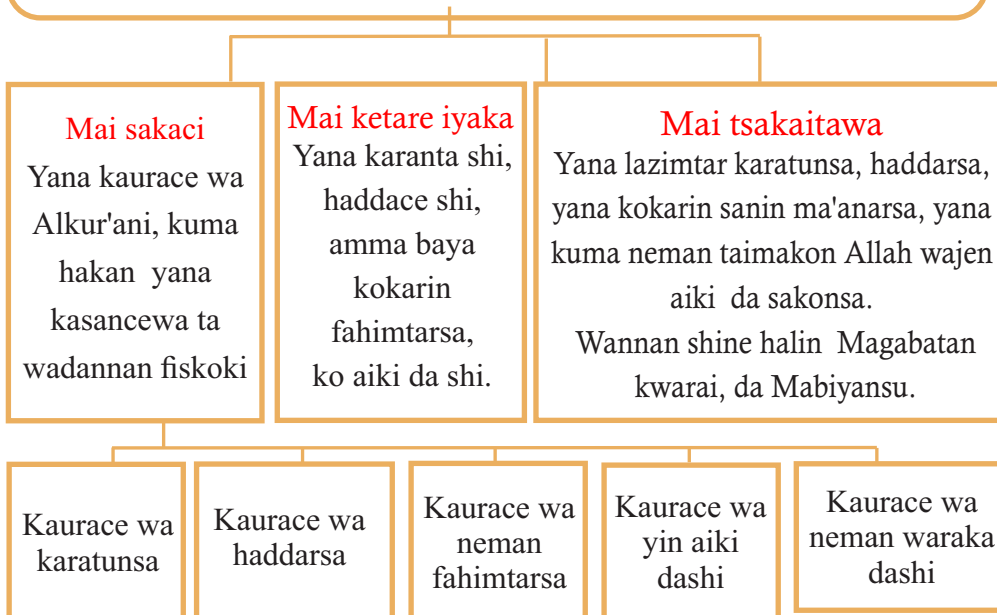 Mai sakaci
Yana kaurace wa
Alkur'ani, kuma
hakan yana
kasancewa ta
wadannan fiskoki
Mai ketare iyaka
Yana karanta shi,
haddace shi,
amma baya
kokarin
fahimtarsa,
ko aiki da shi.
Mai tsakaitawa
Yana lazimtar karatunsa, haddarsa,
yana kokarin sanin ma'anarsa, yana
kuma neman taimakon Allah wajen
aiki da sakonsa.
Wannan shine halin Magabatan
kwarai, da Mabiyansu.
Kaurace wa
karatunsa
Kaurace wa
haddarsa
Kaurace wa
neman
fahimtarsa
Kaurace wa
yin aiki
dashi
Kaurace wa
neman waraka
dashi